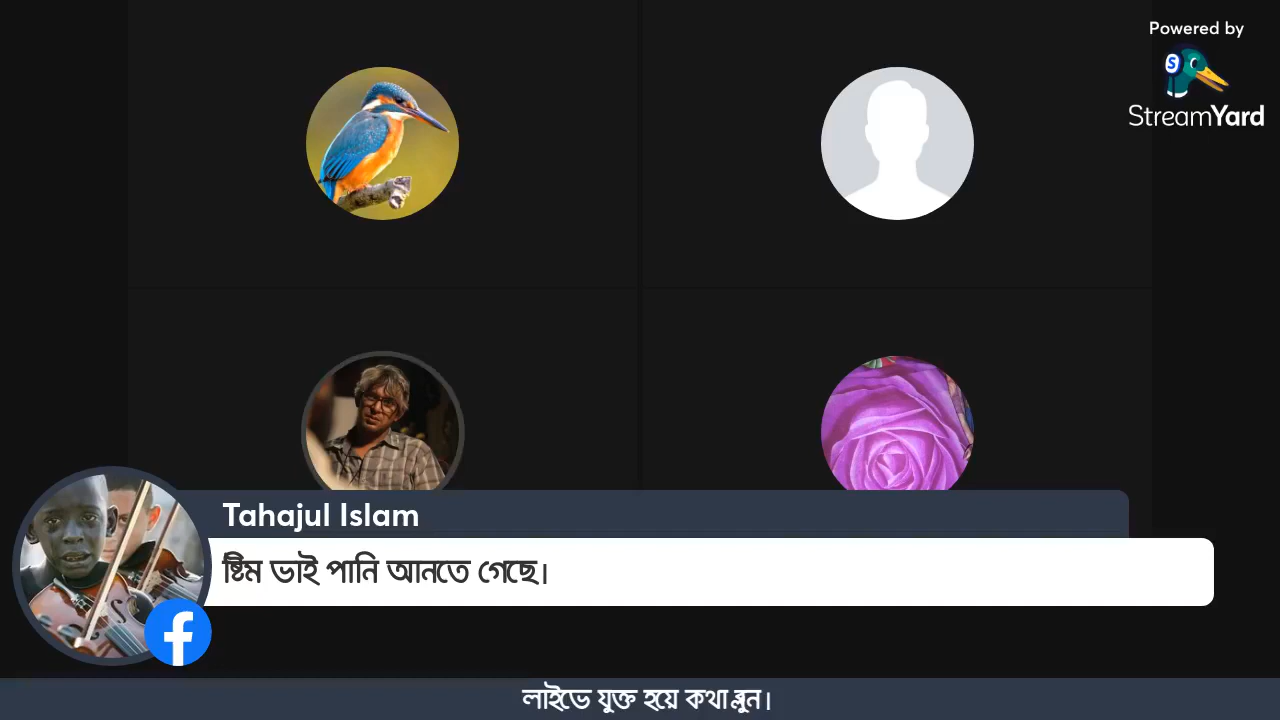 Powered by
StreamYard
Tahajul Islam
ষ্টিম ভাই পানি আনতে গেছে।
লাইভে যুক্ত হয়ে কথা বলুন।